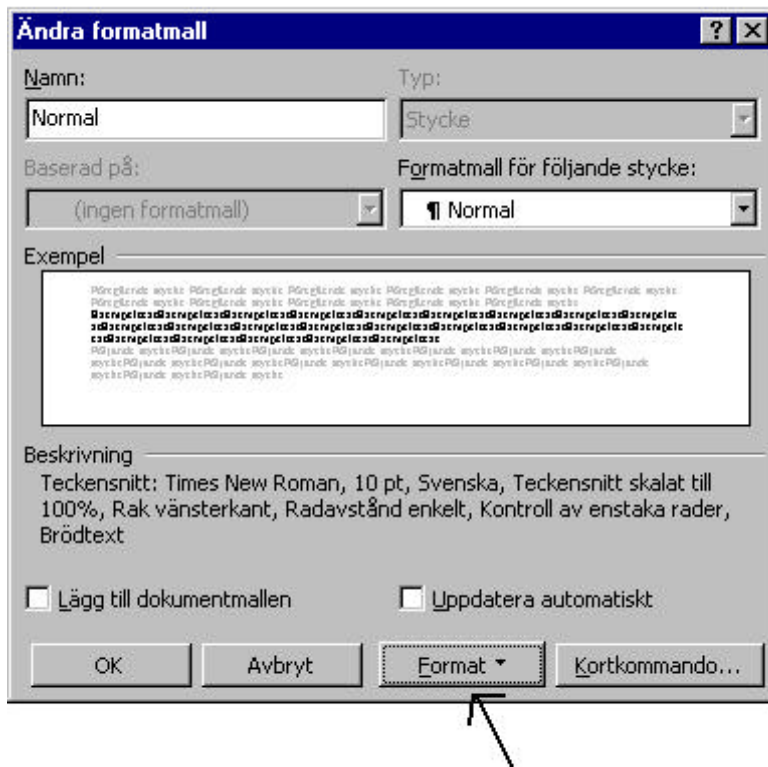 Ändra formatmall
Namn:
Typ:
Normal
Stycke
Baserad på:
Formatmall för följande stycke:
(ingen formatmall)
¶ Normal
Exempel
Beskrivning
Teckensnitt: Times New Roman, 10 pt, Svenska, Teckensnitt skalat till
100%, Rak vänsterkant, Radavstånd enkelt, Kontroll av enstaka rader,
Brödtext
Lägg till dokumentmallen
Uppdatera automatiskt
OK
Avbryt
Format
Kortkommando...